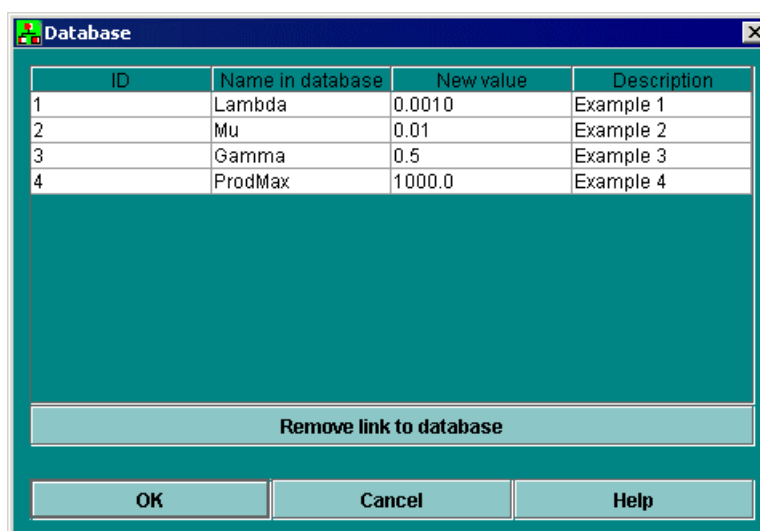 Database
ID Name in database New value Description
1 Lambda 0.0010 Example 1
2 Mu 0.01 Example 2
3 Gamma 0.5 Example 3
4 ProdMax 1000.0 Example 4
Remove link to database
OK Cancel Help